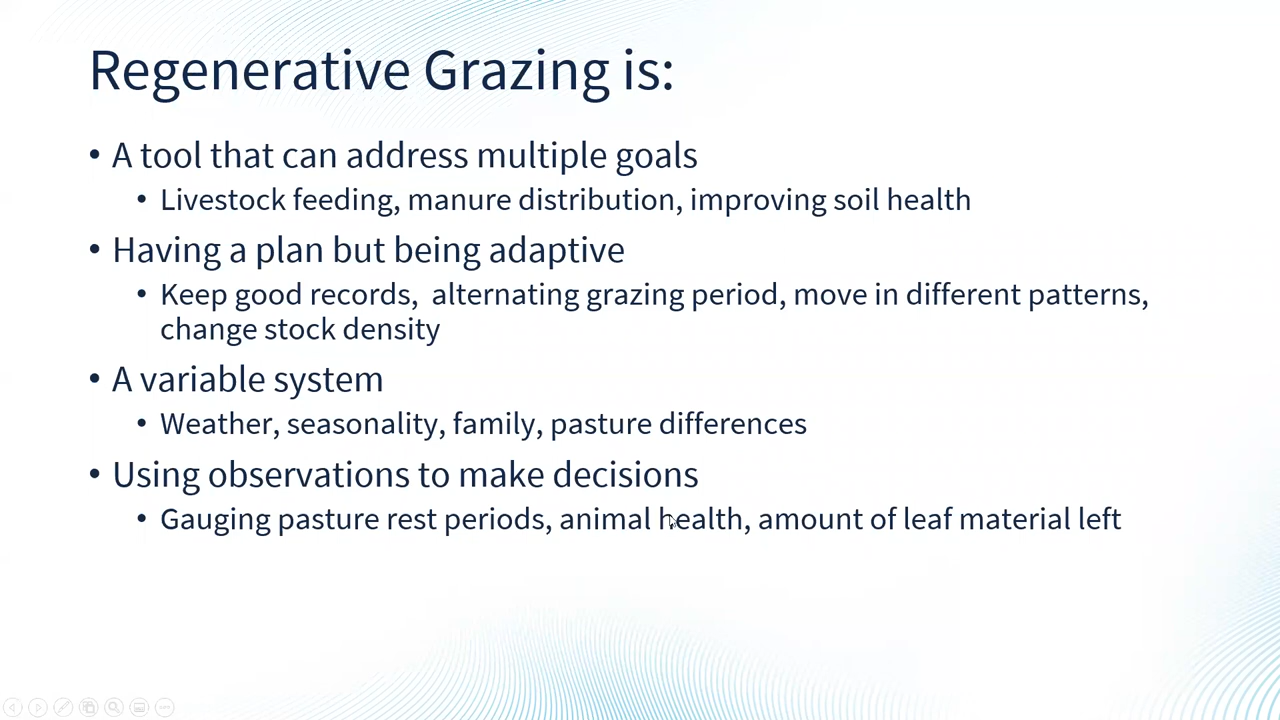 Regenerative Grazing is:
• A tool that can address multiple goals
• Livestock feeding, manure distribution, improving soil health
• Having a plan but being adaptive
• Keep good records,  alternating grazing period, move in different patterns,
change stock density
• A variable system
• Weather, seasonality, family, pasture differences
• Using observations to make decisions
• Gauging pasture rest periods, animal health, amount of leaf material left